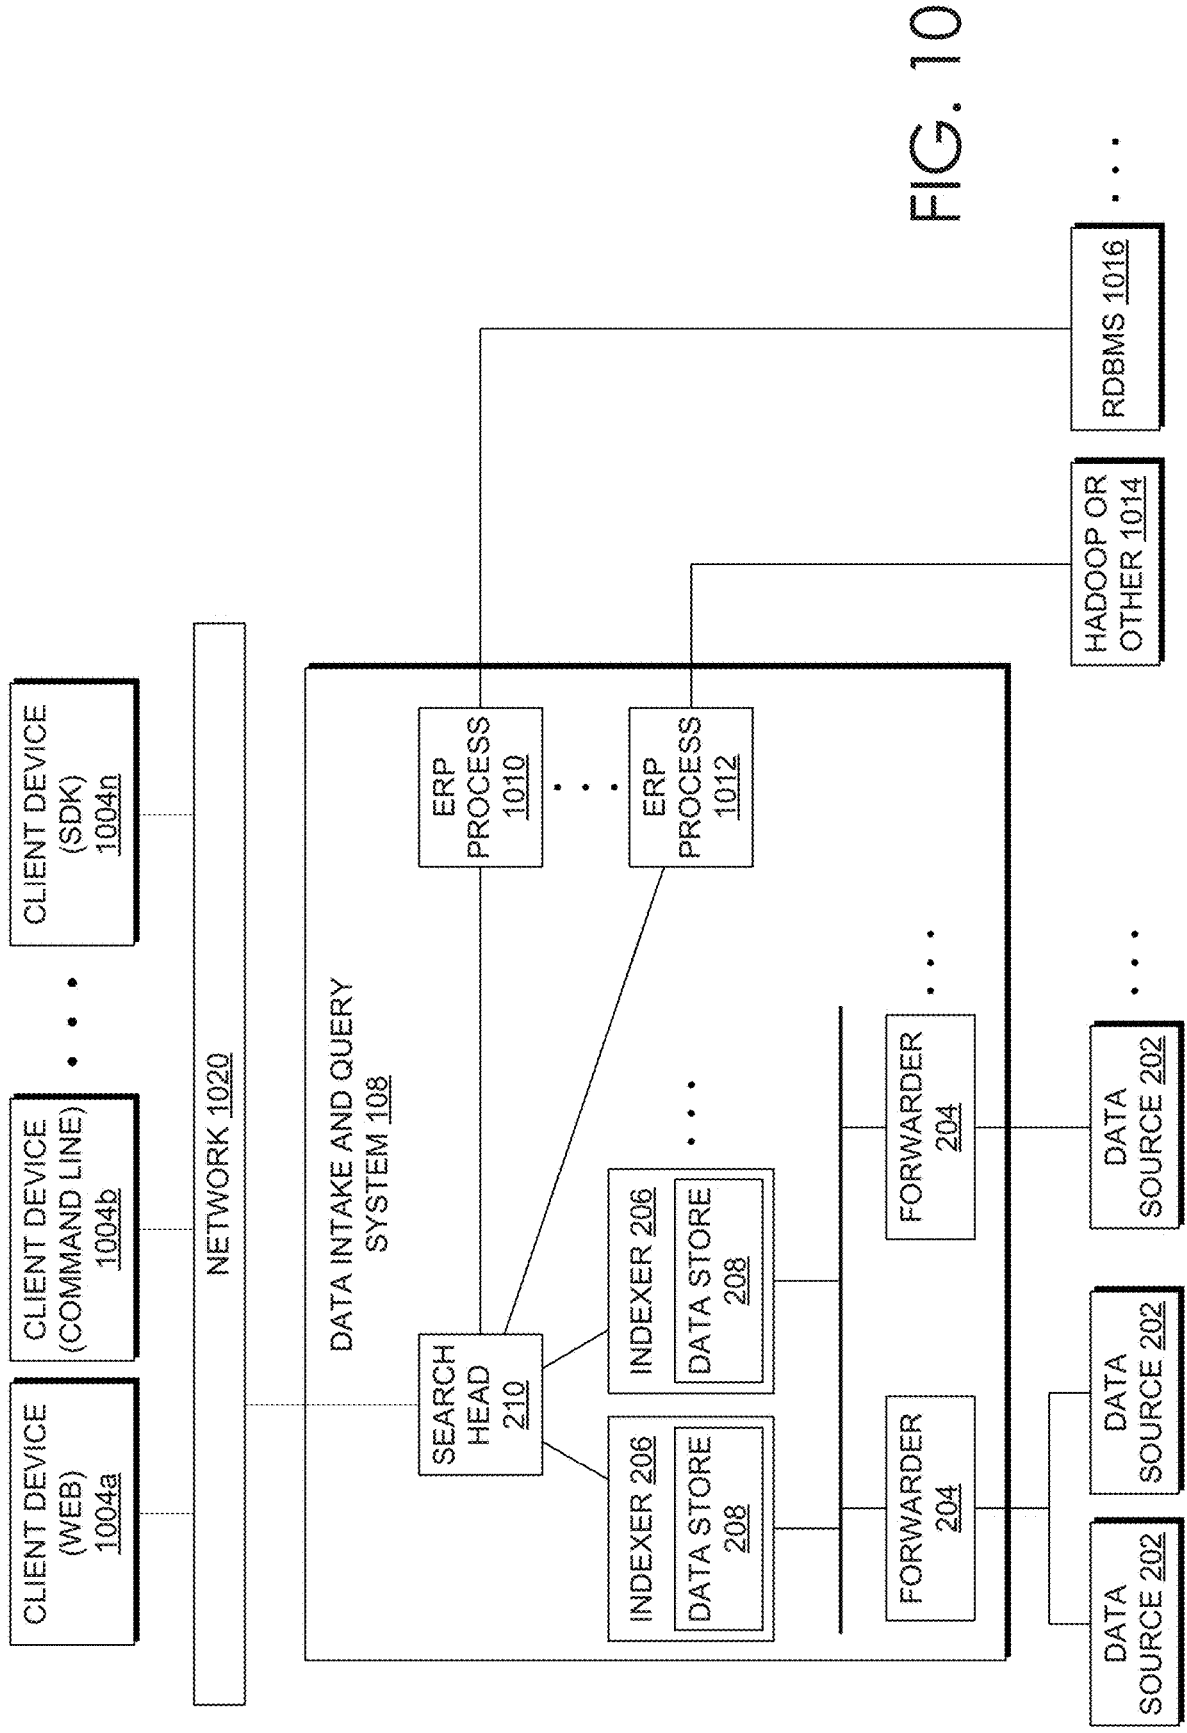 CLIENT DEVICE
(WEB)
1004a
CLIENT DEVICE
(COMMAND LINE)
1004b
CLIENT DEVICE
(SDK)
1004n
NETWORK 1020
DATA INTAKE AND QUERY
SYSTEM 108
SEARCH
HEAD
210
ERP
PROCESS
1010
INDEXER 206
DATA STORE
208
INDEXER 206
DATA STORE
208
ERP
PROCESS
1012
FORWARDER
204
FORWARDER
204
DATA
SOURCE 202
DATA
SOURCE 202
DATA
SOURCE 202
HADOOP OR
OTHER 1014
RDBMS 1016
FIG. 10